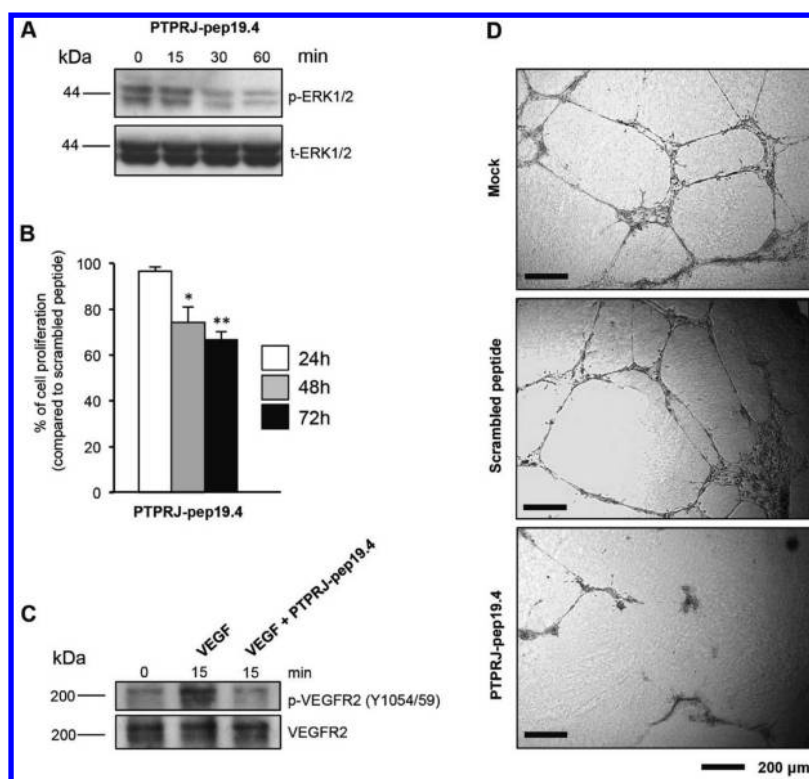 A
PTPRJ-pep19.4
0 15 30 60 min
kDa
44
p-ERK1/2
44
t-ERK1/2
B
% of cell proliferation
(compared to scrambled peptide)
100
80
60
40
20
0
*
**
24h
48h
72h
PTPRJ-pep19.4
C
VEGF
VEGF + PTPRJ-pep19.4
kDa
0 15 15 min
200
p-VEGFR2 (Y1054/59)
200
VEGFR2
D
Mock
Scrambled peptide
PTPRJ-pep19.4
200 µm